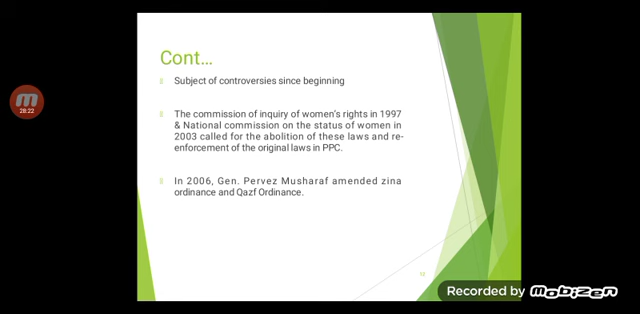 Cont…
Subject of controversies since beginning
The commission of inquiry of women's rights in 1997
& National commission on the status of women in
2003 called for the abolition of these laws and re-
enforcement of the original laws in PPC.
In 2006, Gen. Pervez Musharaf amended zina
ordinance and Qazf Ordinance.
28:22
12
Recorded by Mobizen